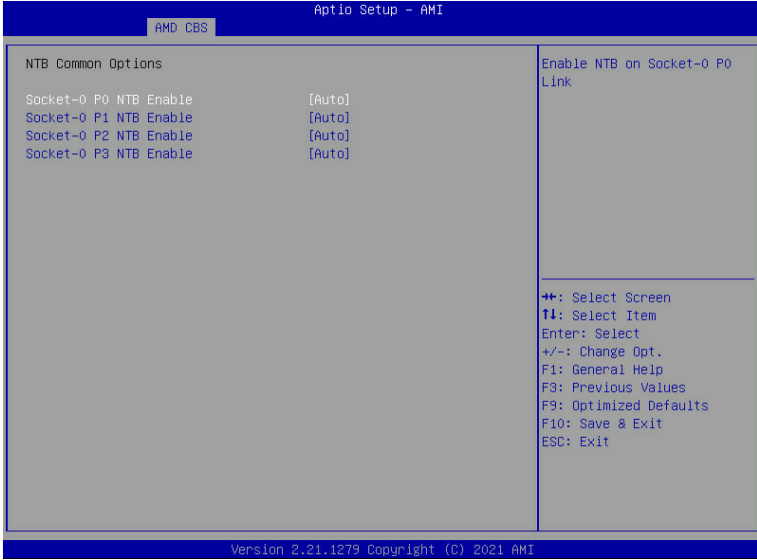 Aptio Setup – AMI
AMD CBS
NTB Common Options
Socket-0 P0 NTB Enable [Auto]
Socket-0 P1 NTB Enable [Auto]
Socket-0 P2 NTB Enable [Auto]
Socket-0 P3 NTB Enable [Auto]
Enable NTB on Socket-0 P0
Link
→←: Select Screen
↑↓: Select Item
Enter: Select
+/-: Change Opt.
F1: General Help
F3: Previous Values
F9: Optimized Defaults
F10: Save & Exit
ESC: Exit
Version 2.21.1279 Copyright (C) 2021 AMI